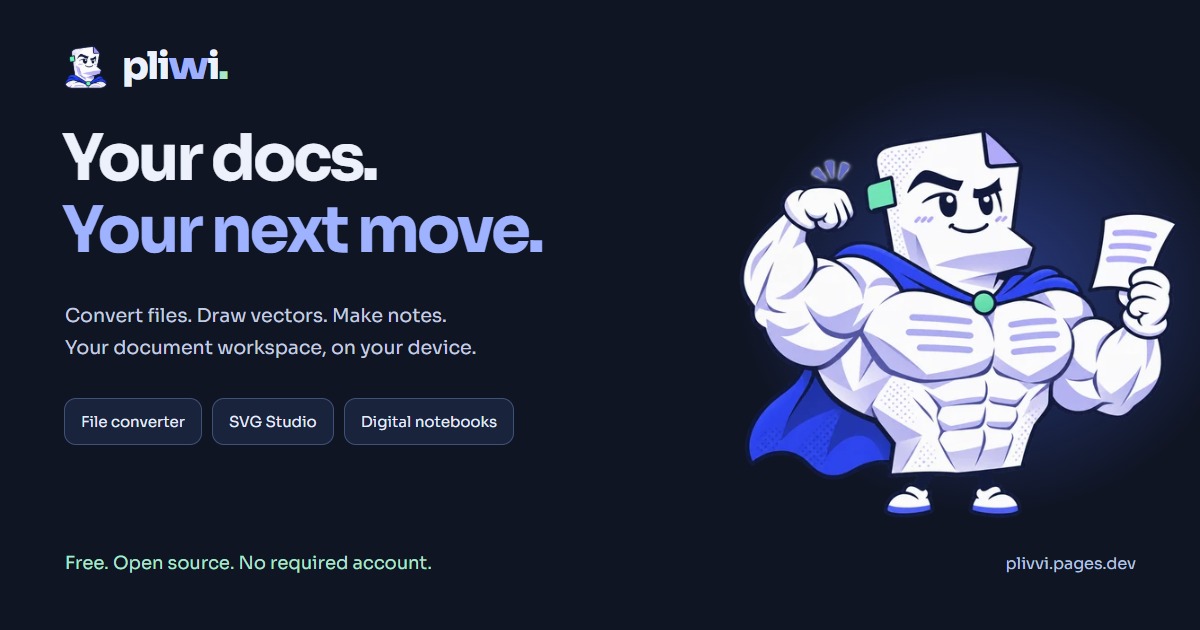 plivvi.
Your docs.
Your next move.
Convert files. Draw vectors. Make notes.
Your document workspace, on your device.
File converter
SVG Studio
Digital notebooks
Free. Open source. No required account.
plivvi.pages.dev